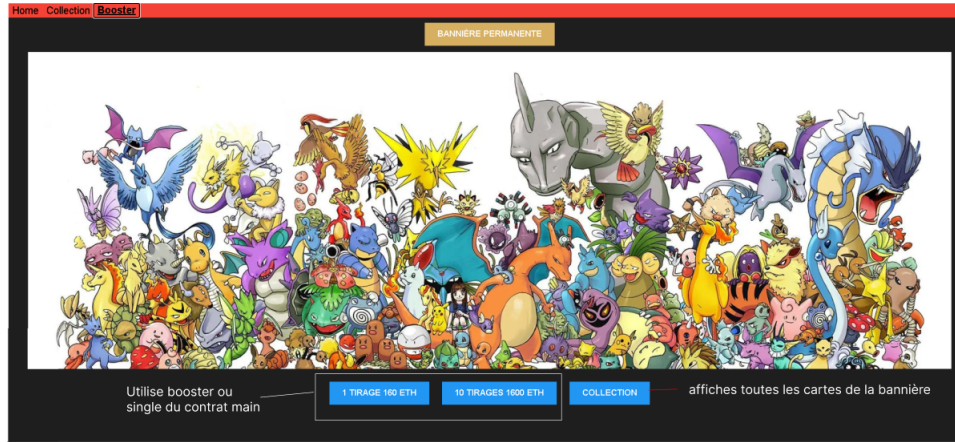 Home Collection Booster
BANNIÈRE PERMANENTE
Utilise booster ou
single du contrat main
1 TIRAGE 160 ETH
10 TIRAGES 1600 ETH
COLLECTION
affiches toutes les cartes de la bannière